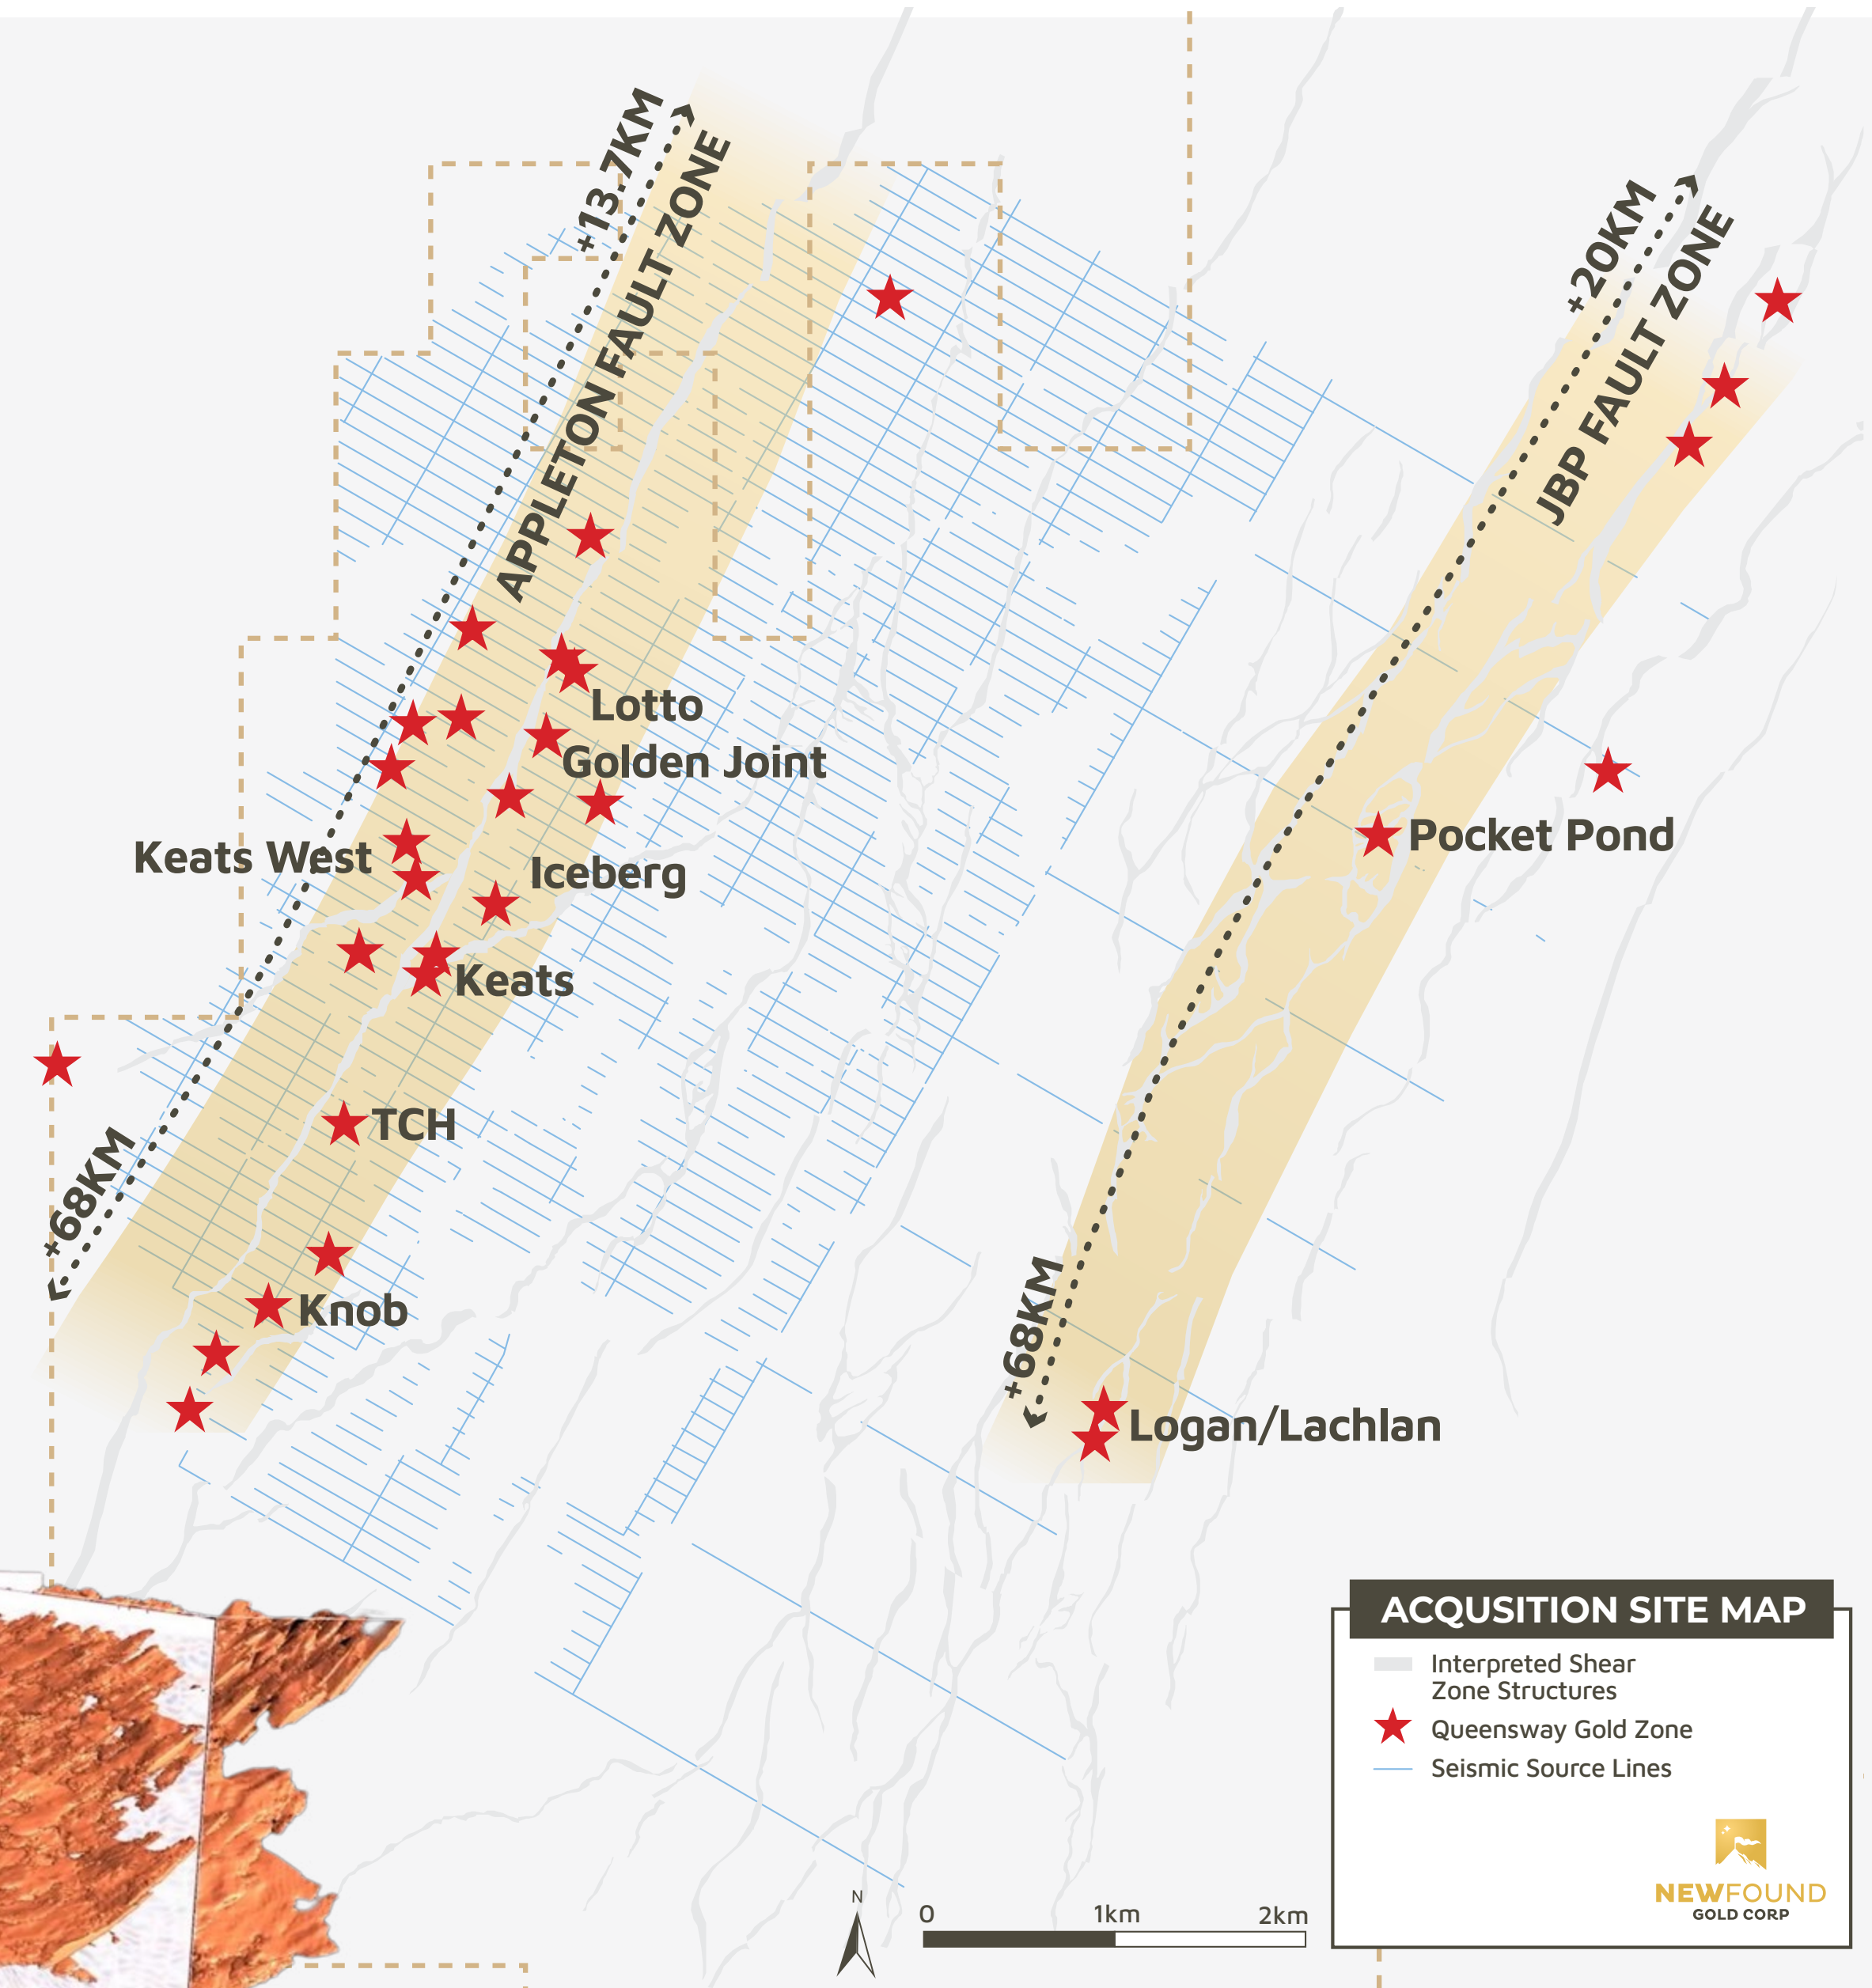 +13.7KM
APPLETON FAULT ZONE
+20KM
JBP FAULT ZONE
Lotto
Golden Joint
Pocket Pond
Keats West
Iceberg
Keats
TCH
+68KM
Knob
+68KM
Logan/Lachlan
ACQUSITION SITE MAP
Interpreted Shear
Zone Structures
Queensway Gold Zone
Seismic Source Lines
NEWFOUND
GOLD CORP
N
0 1km 2km